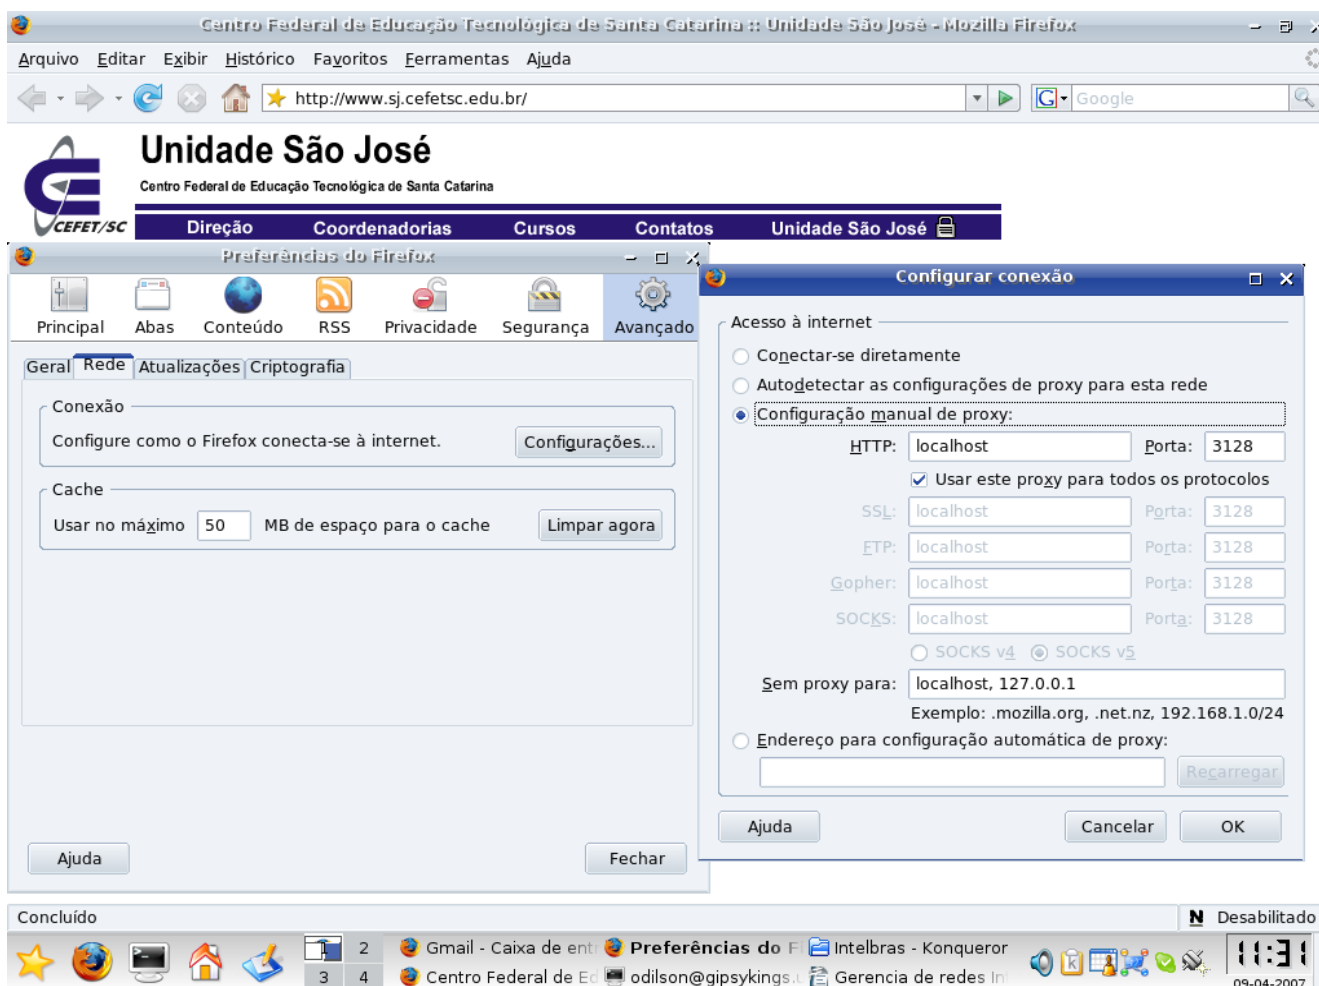 Centro Federal de Educação Tecnológica de Santa Catarina :: Unidade São José - Mozilla Firefox
Arquivo Editar Exibir Histórico Favoritos Ferramentas Ajuda
http://www.sj.cefetsc.edu.br/
G Google
Unidade São José
Centro Federal de Educação Tecnológica de Santa Catarina
CEFET/SC
Direção Coordenadorias Cursos Contatos Unidade São José
Preferências do Firefox
Principal Abas Conteúdo RSS Privacidade Segurança Avançado
Geral Rede Atualizações Criptografia
Conexão
Configure como o Firefox conecta-se à internet. Configurações...
Cache
Usar no máximo 50 MB de espaço para o cache Limpar agora
Ajuda Fechar
Configurar conexão
Acesso à internet
Conectar-se diretamente
Autodetectar as configurações de proxy para esta rede
Configuração manual de proxy:
HTTP: localhost Porta: 3128
Usar este proxy para todos os protocolos
SSL: localhost Porta: 3128
FTP: localhost Porta: 3128
Gopher: localhost Porta: 3128
SOCKS: localhost Porta: 3128
SOCKS v4 SOCKS v5
Sem proxy para: localhost, 127.0.0.1
Exemplo: .mozilla.org, .net.nz, 192.168.1.0/24
Endereço para configuração automática de proxy:
Recarregar
Ajuda Cancelar OK
Concluído N Desabilitado
1 2 Gmail - Caixa de ent Preferências do F Intelbras - Konqueror 11:31
3 4 Centro Federal de Ed odilson@gipsykings.u Gerencia de redes In 09-04-2007